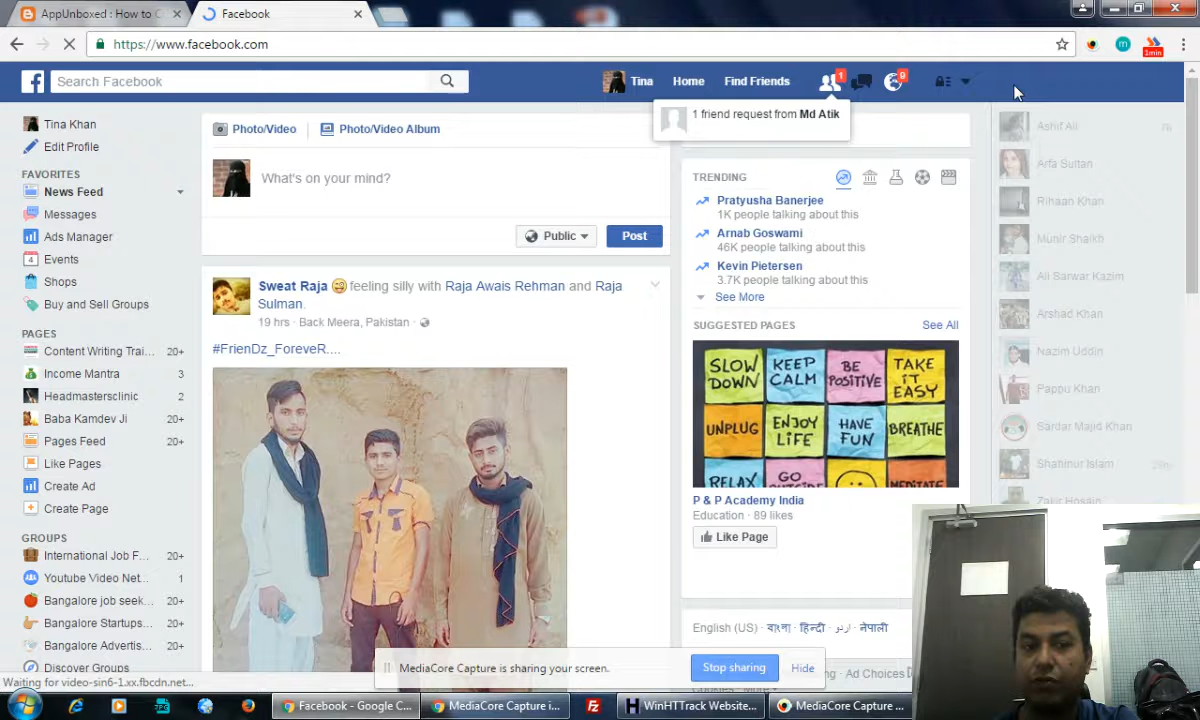 AppUnboxed : How to C
Facebook
https://www.facebook.com
1min
Search Facebook
Tina
Home
Find Friends
1
9
1 friend request from Md Atik
Tina Khan
Edit Profile
FAVORITES
News Feed
Messages
Ads Manager
4 Events
Shops
Buy and Sell Groups
PAGES
Content Writing Trai... 20+
Income Mantra 3
Headmastersclinic 2
Baba Kamdev Ji 20+
Pages Feed 20+
Like Pages
Create Ad
Create Page
GROUPS
International Job F... 20+
Youtube Video Net... 1
Bangalore job seek... 20+
Bangalore Startups... 20+
Bangalore Advertis... 20+
Discover Groups
Waiting for video-sin6-1.xx.fbcdn.net...
Photo/Video
Photo/Video Album
What's on your mind?
Public
Post
Sweat Raja feeling silly with Raja Awais Rehman and Raja
Sulman.
19 hrs · Back Meera, Pakistan ·
#FrienDz_ForeveR....
TRENDING
Pratyusha Banerjee
1K people talking about this
Arnab Goswami
46K people talking about this
Kevin Pietersen
3.7K people talking about this
See More
SUGGESTED PAGES See All
SLOW DOWN
KEEP CALM
BE POSITIVE
TAKE IT EASY
UNPLUG
ENJOY LIFE
HAVE FUN
BREATHE
RELAX
GO
MEDITATE
P & P Academy India
Education · 89 likes
Like Page
English (US) · বাংলা · हिन्दी · اردو · नेपाली
Ad Choices
Cookies · More
Ashif Ali
Arfa Sultan
Rihaan Khan
Munir Shaikh
Ali Sarwar Kazim
Arshad Khan
Nazim Uddin
Pappu Khan
Sardar Majid Khan
Shahinur Islam
Zakir Hosain
MediaCore Capture is sharing your screen.
Stop sharing
Hide
Facebook - Google C...
MediaCore Capture i...
WinHTTrack Website...
MediaCore Capture ...